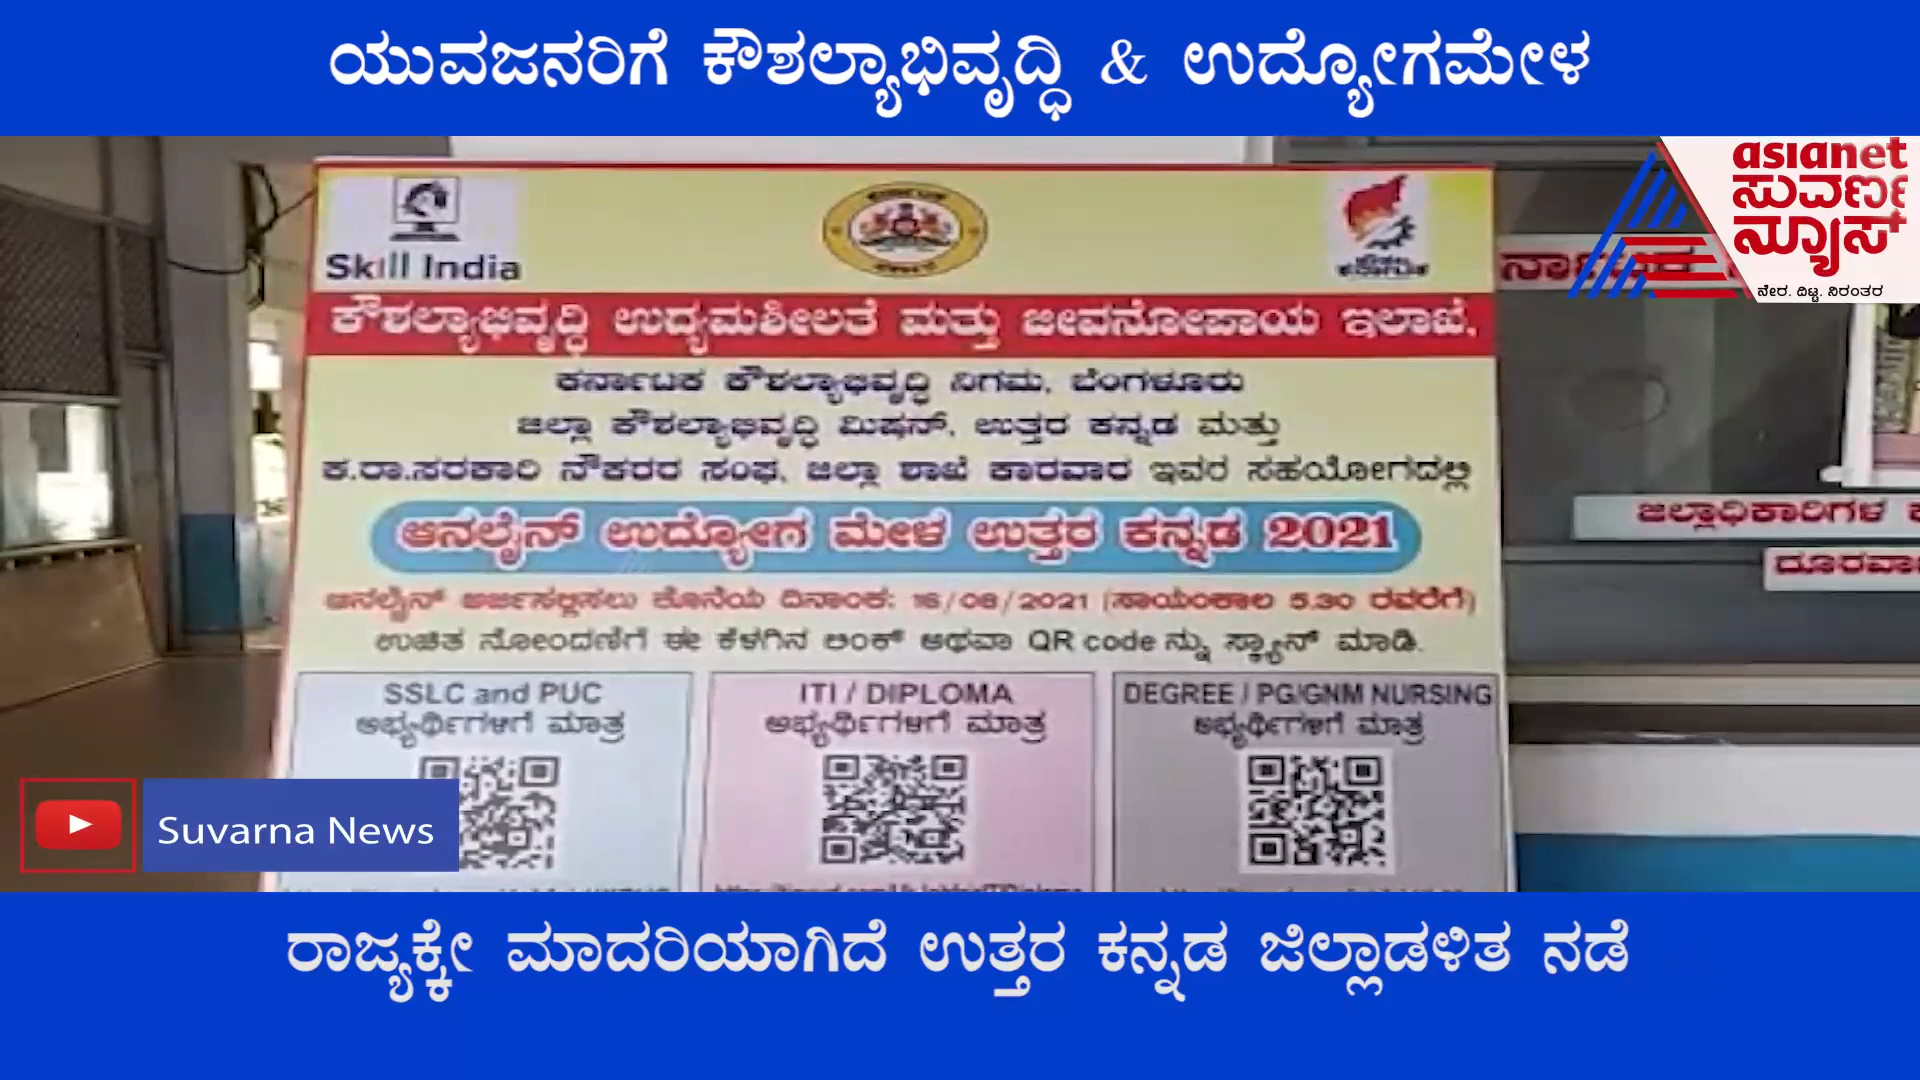 ಯುವಜನರಿಗೆ ಕೌಶಲ್ಯಾಭಿವೃದ್ಧಿ & ಉದ್ಯೋಗಮೇಳ
asianet
ಸುವರ್ಣ
ನ್ಯೂಸ್
ನೇರ. ದಿಟ್ಟ. ನಿರಂತರ
Skill India
ಕೌಶಲ್ಯಾಭಿವೃದ್ಧಿ ಉದ್ಯಮಶೀಲತೆ ಮತ್ತು ಜೀವನೋಪಾಯ ಇಲಾಖೆ,
ಕರ್ನಾಟಕ ಕೌಶಲ್ಯಾಭಿವೃದ್ಧಿ ನಿಗಮ, ಬೆಂಗಳೂರು
ಜಿಲ್ಲಾ ಕೌಶಲ್ಯಾಭಿವೃದ್ಧಿ ಮಿಷನ್, ಉತ್ತರ ಕನ್ನಡ ಮತ್ತು
ಕ.ರಾ.ಸರಕಾರಿ ನೌಕರರ ಸಂಘ, ಜಿಲ್ಲಾ ಶಾಖೆ ಕಾರವಾರ ಇವರ ಸಹಯೋಗದಲ್ಲಿ
ಆನಲೈನ್ ಉದ್ಯೋಗ ಮೇಳ ಉತ್ತರ ಕನ್ನಡ 2021
ಆನಲೈನ್ ಅರ್ಜಿಸಲ್ಲಿಸಲು ಕೊನೆಯ ದಿನಾಂಕ: 16/08/2021 (ಸಾಯಂಕಾಲ 5.30 ರವರೆಗೆ)
ಉಚಿತ ನೋಂದಣಿಗೆ ಈ ಕೆಳಗಿನ ಲಿಂಕ್ ಅಥವಾ QR code ನ್ನು ಸ್ಕ್ಯಾನ್ ಮಾಡಿ.
SSLC and PUC
ಅಭ್ಯರ್ಥಿಗಳಿಗೆ ಮಾತ್ರ
ITI / DIPLOMA
ಅಭ್ಯರ್ಥಿಗಳಿಗೆ ಮಾತ್ರ
DEGREE / PG/GNM NURSING
ಅಭ್ಯರ್ಥಿಗಳಿಗೆ ಮಾತ್ರ
ಜಿಲ್ಲಾಧಿಕಾರಿಗಳ
Suvarna News
ರಾಜ್ಯಕ್ಕೇ ಮಾದರಿಯಾಗಿದೆ ಉತ್ತರ ಕನ್ನಡ ಜಿಲ್ಲಾಡಳಿತ ನಡೆ